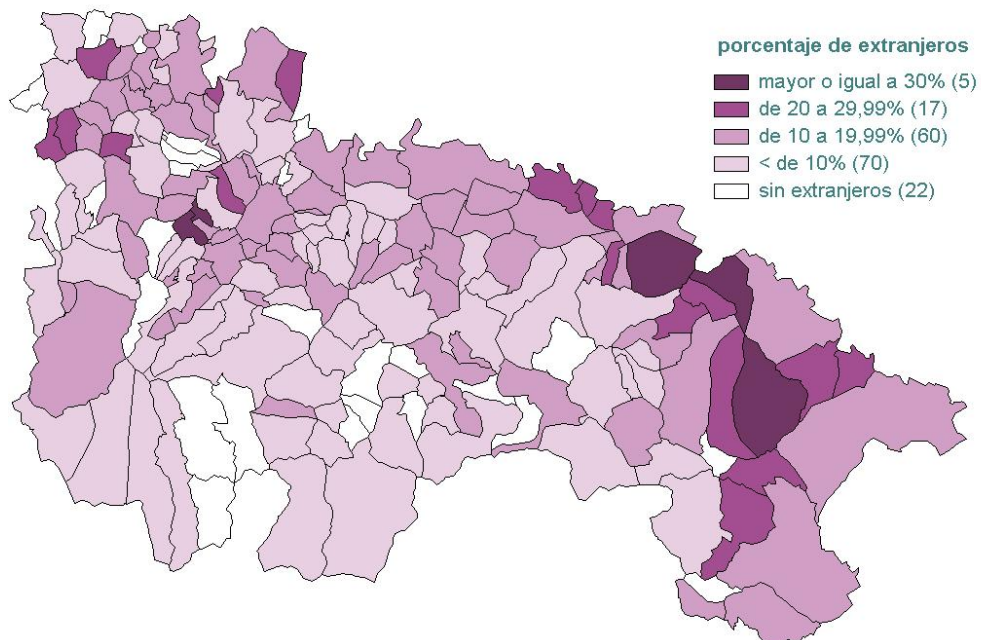 porcentaje de extranjeros
mayor o igual a 30% (5)
de 20 a 29,99% (17)
de 10 a 19,99% (60)
< de 10% (70)
sin extranjeros (22)